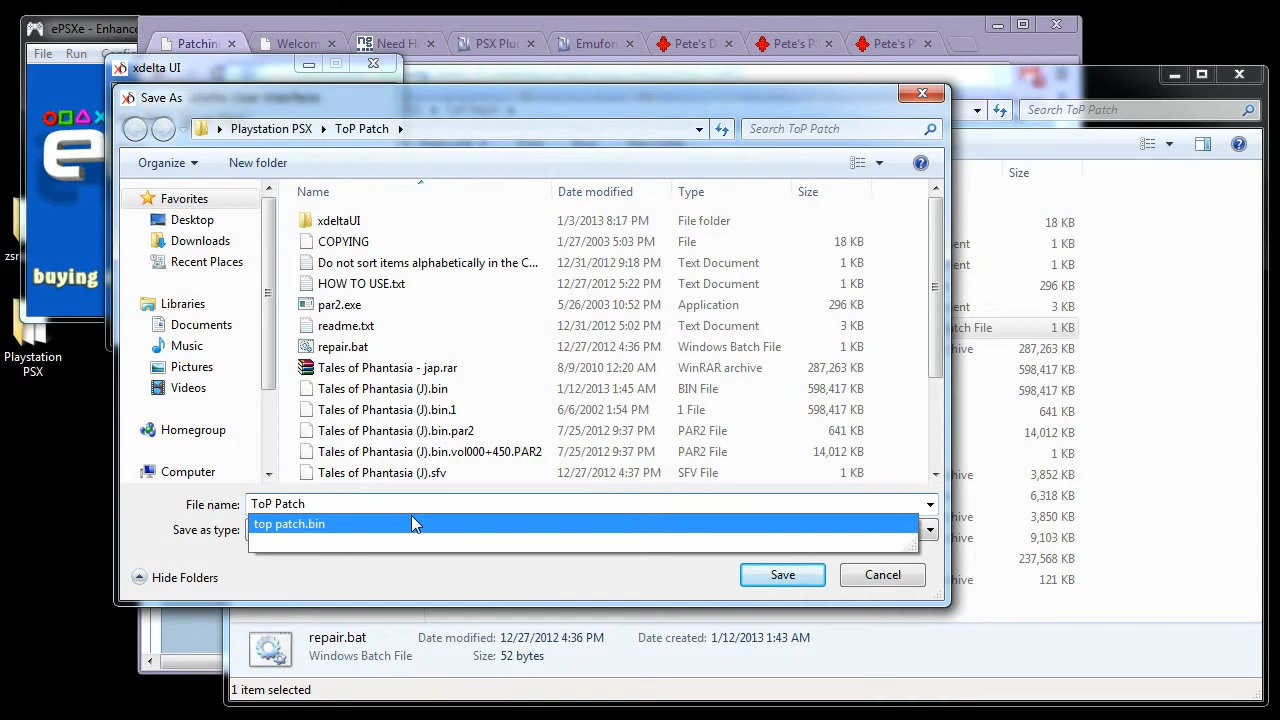 ePSXe - Enhanc
File Run Config
Patching
Welcom
Need H
PSX Plu
Emufor
Pete's D
Pete's P
Pete's P
xdelta UI
Search ToP Patch
Save As
Playstation PSX
ToP Patch
Search ToP Patch
Organize
New folder
Name
Date modified
Type
Size
Size
Favorites
Desktop
Downloads
Recent Places
Libraries
Documents
Music
Pictures
Videos
Homegroup
Computer
xdeltaUI 1/3/2013 8:17 PM File folder
COPYING 1/27/2003 5:03 PM File 18 KB
Do not sort items alphabetically in the C... 12/31/2012 9:18 PM Text Document 1 KB
HOW TO USE.txt 12/27/2012 5:22 PM Text Document 1 KB
par2.exe 5/26/2003 10:52 PM Application 296 KB
readme.txt 12/31/2012 5:02 PM Text Document 3 KB
repair.bat 12/27/2012 4:36 PM Windows Batch File 1 KB
Tales of Phantasia - jap.rar 8/9/2010 12:20 AM WinRAR archive 287,263 KB
Tales of Phantasia (J).bin 1/12/2013 1:45 AM BIN File 598,417 KB
Tales of Phantasia (J).bin.1 6/6/2002 1:54 PM 1 File 598,417 KB
Tales of Phantasia (J).bin.par2 7/25/2012 9:37 PM PAR2 File 641 KB
Tales of Phantasia (J).bin.vol000+450.PAR2 7/25/2012 9:37 PM PAR2 File 14,012 KB
Tales of Phantasia (J).sfv 12/27/2012 4:37 PM SFV File 1 KB
18 KB
ent 1 KB
ent 1 KB
296 KB
ent 3 KB
atch File 1 KB
hive 287,263 KB
598,417 KB
598,417 KB
641 KB
14,012 KB
1 KB
hive 3,852 KB
hive 6,318 KB
hive 3,850 KB
hive 9,103 KB
hive 237,568 KB
hive 121 KB
File name: ToP Patch
top patch.bin
Save as type:
Hide Folders
Save
Cancel
e
buying
zsr
Playstation
PSX
repair.bat Date modified: 12/27/2012 4:36 PM Date created: 1/12/2013 1:43 AM
Windows Batch File Size: 52 bytes
1 item selected